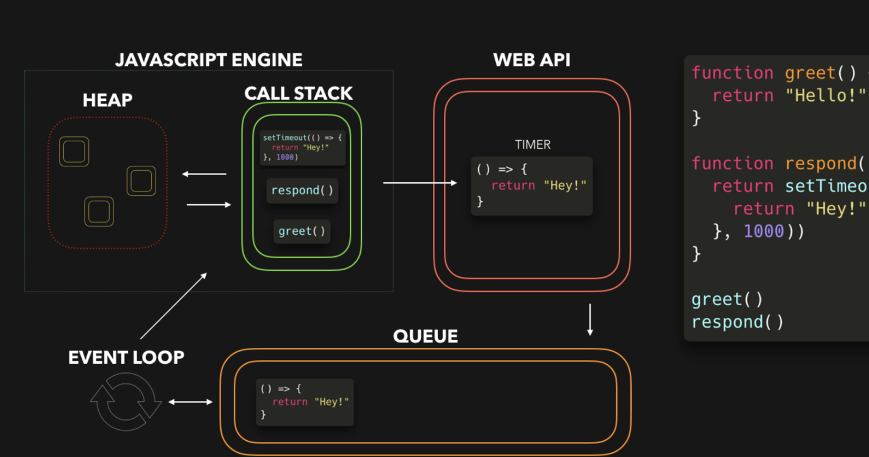 JAVASCRIPT ENGINE
HEAP
CALL STACK
setTimeout(() => {
return "Hey!"
}, 1000)
respond()
greet()
WEB API
TIMER
() => {
return "Hey!"
}
function greet() {
return "Hello!"
}
function respond(
return setTimeo
return "Hey!"
}, 1000))
}
greet()
respond()
EVENT LOOP
QUEUE
() => {
return "Hey!"
}